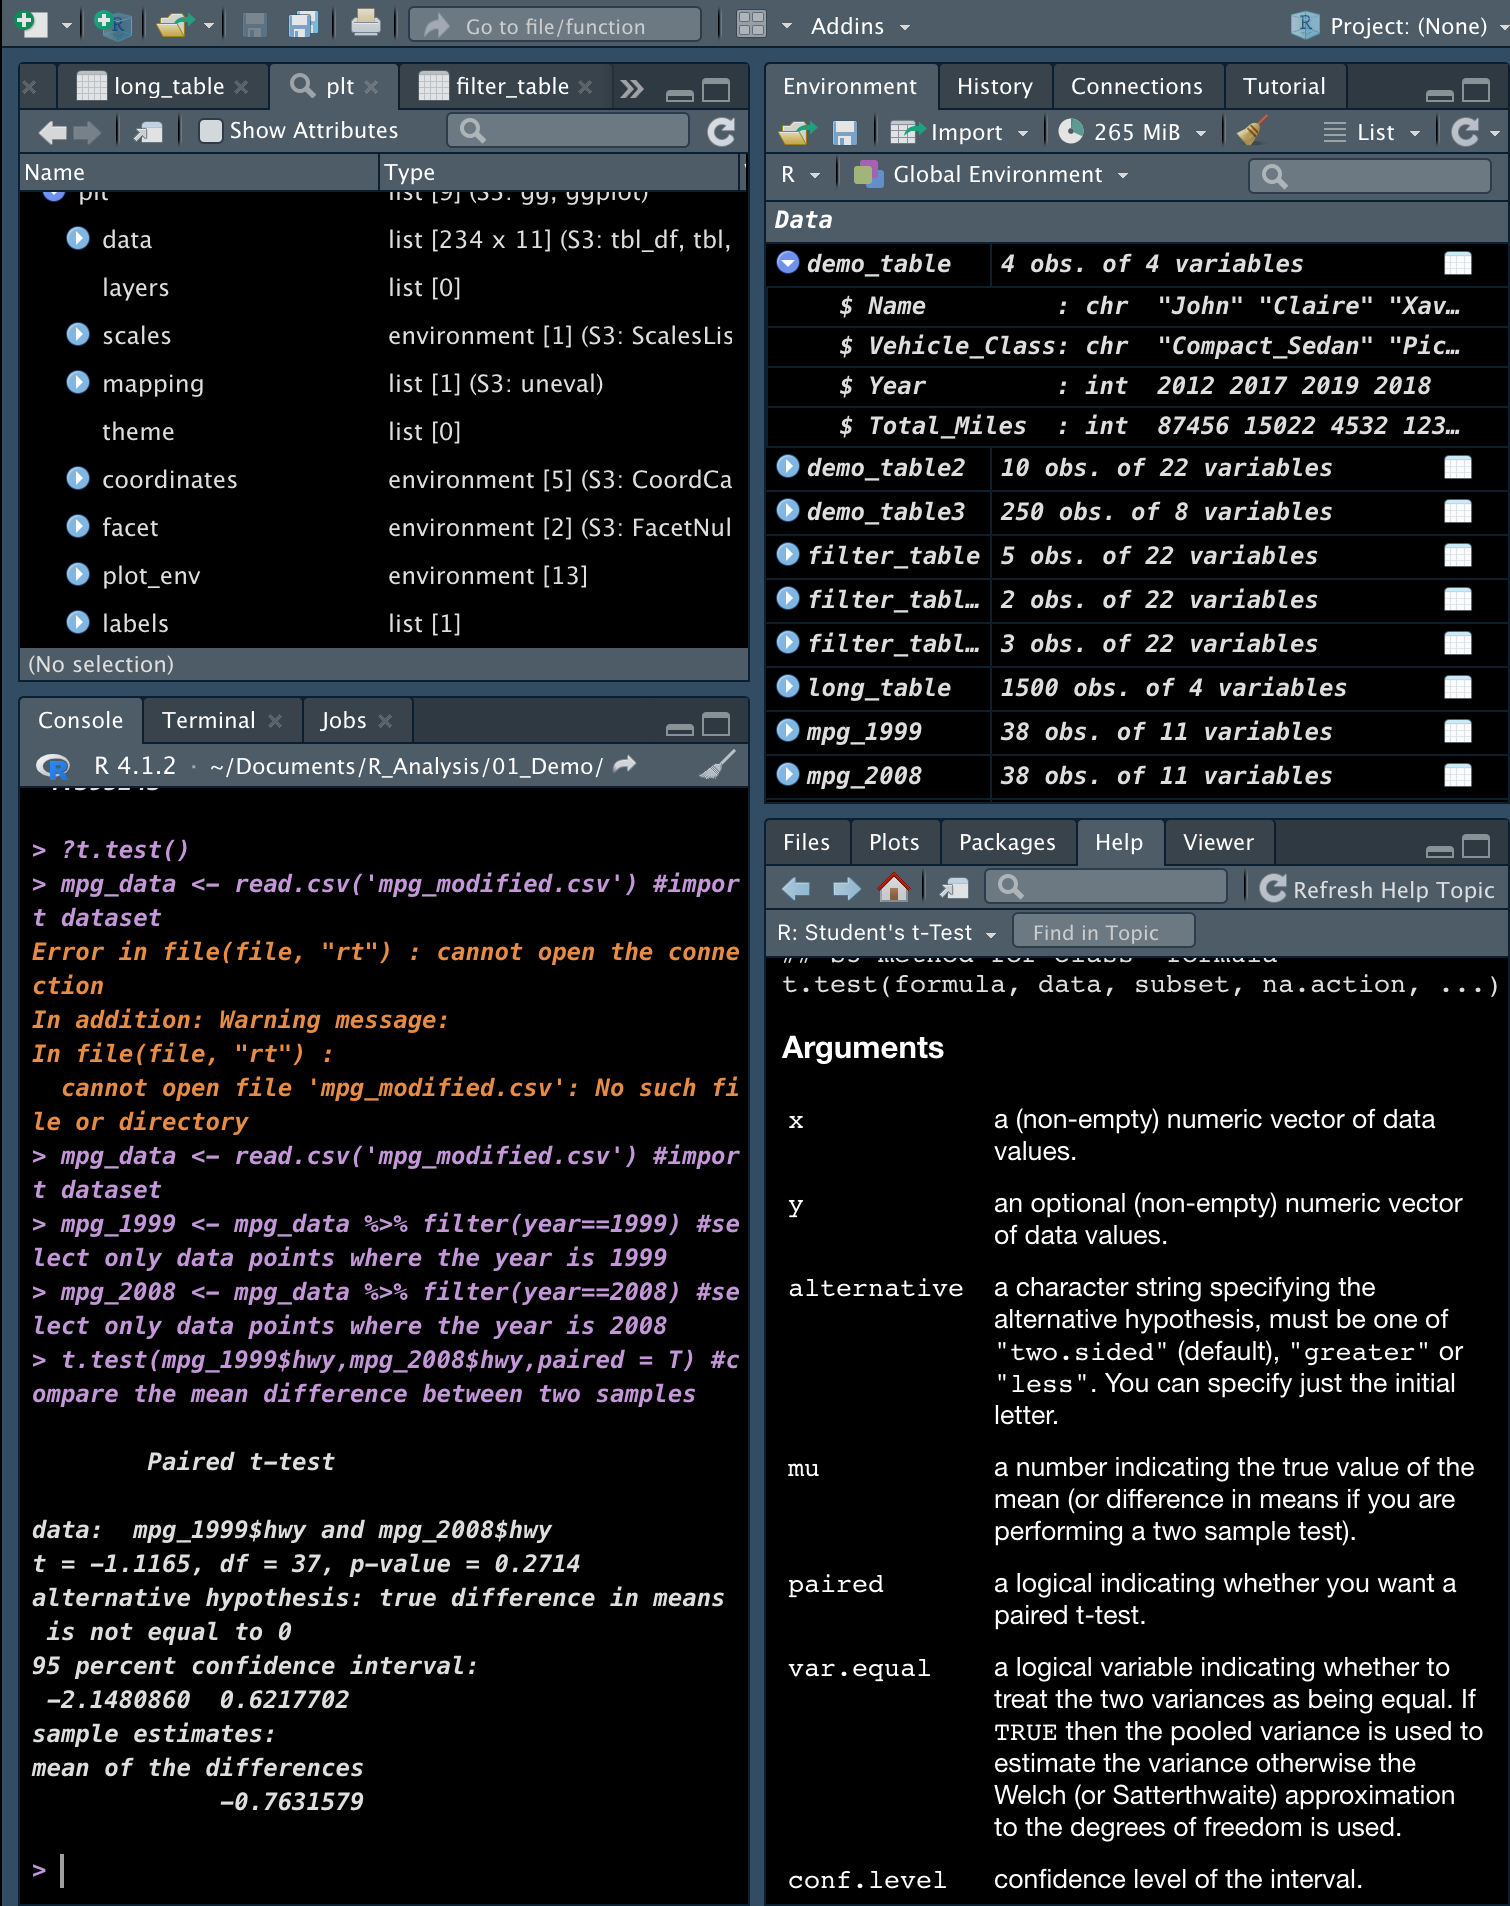 Go to file/function
Addins
Project: (None)
long_table
plt
filter_table
Show Attributes
Name Type
plt list [9] (S3: gg, ggplot)
data list [234 x 11] (S3: tbl_df, tbl,
layers list [0]
scales environment [1] (S3: ScalesLis
mapping list [1] (S3: uneval)
theme list [0]
coordinates environment [5] (S3: CoordCa
facet environment [2] (S3: FacetNul
plot_env environment [13]
labels list [1]
(No selection)
Console Terminal Jobs
R 4.1.2 · ~/Documents/R_Analysis/01_Demo/
> ?t.test()
> mpg_data <- read.csv('mpg_modified.csv') #impor
t dataset
Error in file(file, "rt") : cannot open the conne
ction
In addition: Warning message:
In file(file, "rt") :
  cannot open file 'mpg_modified.csv': No such fi
le or directory
> mpg_data <- read.csv('mpg_modified.csv') #impor
t dataset
> mpg_1999 <- mpg_data %>% filter(year==1999) #se
lect only data points where the year is 1999
> mpg_2008 <- mpg_data %>% filter(year==2008) #se
lect only data points where the year is 2008
> t.test(mpg_1999$hwy,mpg_2008$hwy,paired = T) #c
ompare the mean difference between two samples
Paired t-test
data:  mpg_1999$hwy and mpg_2008$hwy
t = -1.1165, df = 37, p-value = 0.2714
alternative hypothesis: true difference in means
 is not equal to 0
95 percent confidence interval:
 -2.1480860  0.6217702
sample estimates:
mean of the differences
-0.7631579
>
Environment History Connections Tutorial
Import 265 MiB List
R Global Environment
Data
demo_table 4 obs. of 4 variables
$ Name : chr "John" "Claire" "Xav…
$ Vehicle_Class: chr "Compact_Sedan" "Pic…
$ Year : int 2012 2017 2019 2018
$ Total_Miles : int 87456 15022 4532 123…
demo_table2 10 obs. of 22 variables
demo_table3 250 obs. of 8 variables
filter_table 5 obs. of 22 variables
filter_tabl… 2 obs. of 22 variables
filter_tabl… 3 obs. of 22 variables
long_table 1500 obs. of 4 variables
mpg_1999 38 obs. of 11 variables
mpg_2008 38 obs. of 11 variables
Files Plots Packages Help Viewer
Refresh Help Topic
R: Student's t-Test Find in Topic
t.test(formula, data, subset, na.action, ...)
Arguments
x a (non-empty) numeric vector of data
values.
y an optional (non-empty) numeric vector
of data values.
alternative a character string specifying the
alternative hypothesis, must be one of
"two.sided" (default), "greater" or
"less". You can specify just the initial
letter.
mu a number indicating the true value of the
mean (or difference in means if you are
performing a two sample test).
paired a logical indicating whether you want a
paired t-test.
var.equal a logical variable indicating whether to
treat the two variances as being equal. If
TRUE then the pooled variance is used to
estimate the variance otherwise the
Welch (or Satterthwaite) approximation
to the degrees of freedom is used.
conf.level confidence level of the interval.